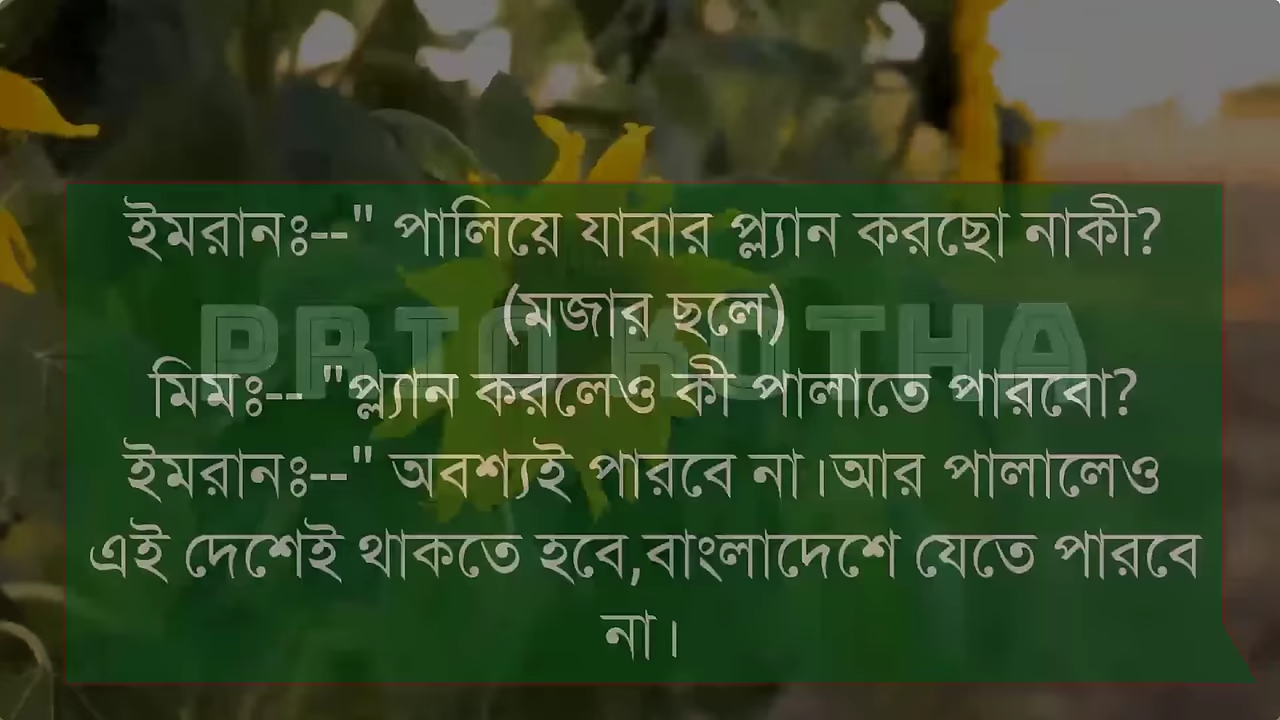 ইমরানঃ--" পালিয়ে যাবার প্ল্যান করছো নাকী?
(মজার ছলে)
PRIO KOTHA
মিমঃ-- "প্ল্যান করলেও কী পালাতে পারবো?
ইমরানঃ--" অবশ্যই পারবে না।আর পালালেও
এই দেশেই থাকতে হবে,বাংলাদেশে যেতে পারবে
না।